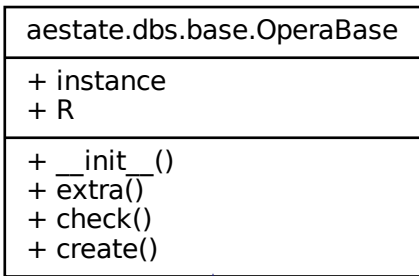 aestate.dbs.base.OperaBase
+ instance
+ R
+ __init__()
+ extra()
+ check()
+ create()